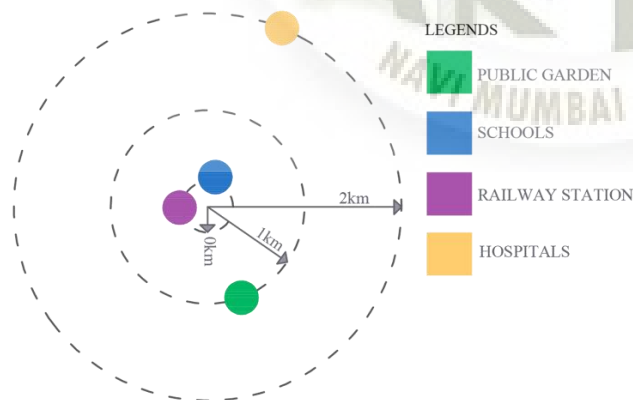 LEGENDS
PUBLIC GARDEN
SCHOOLS
RAILWAY STATION
HOSPITALS
2km
1km
0km
NAVI MUMBAI